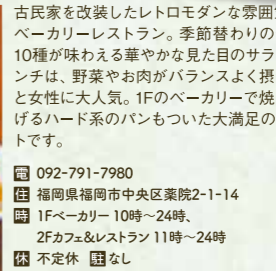 古民家を改装したレトロモダンな雰囲
ベーカリーレストラン。季節替わりの
10種が味わえる華やかな見た目のサラ
ンチは、野菜やお肉がバランスよく摂
と女性に大人気。1Fのベーカリーで焼
げるハード系のパンもついた大満足の
トです。
電 092-791-7980
住 福岡県福岡市中央区薬院2-1-14
時 1Fベーカリー 10時〜24時、
2Fカフェ&レストラン 11時〜24時
休 不定休 駐 なし